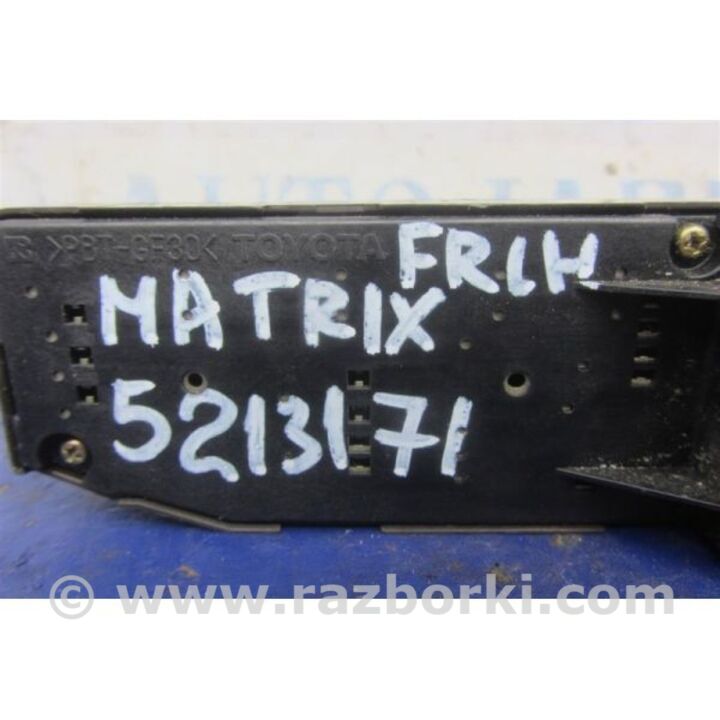 >PBT-GF30< TOYOTA
FRLH
MATRIX
5213171
© www.razborki.com